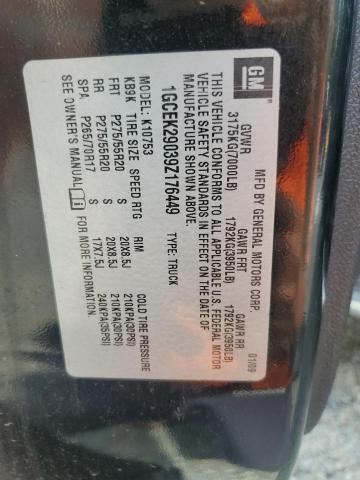 GM
MFD BY GENERAL MOTORS CORP. 01/09
GVWR GAWR FRT GAWR RR
3175KG(7000LB) 1792KG(3950LB) 1792KG(3950LB)
THIS VEHICLE CONFORMS TO ALL APPLICABLE U.S. FEDERAL MOTOR
VEHICLE SAFETY STANDARDS IN EFFECT ON THE DATE OF
MANUFACTURE SHOWN ABOVE.
1GCEK29039Z176449 TYPE: TRUCK
MODEL: K10753
KB9K TIRE SIZE SPEED RTG RIM COLD TIRE PRESSURE
FRT P275/55R20 S 20X8.5J 210KPA(30PSI)
RR P275/55R20 S 20X8.5J 210KPA(30PSI)
SPA P265/70R17 S 17X7.5J 240KPA(35PSI)
SEE OWNER'S MANUAL FOR MORE INFORMATION.